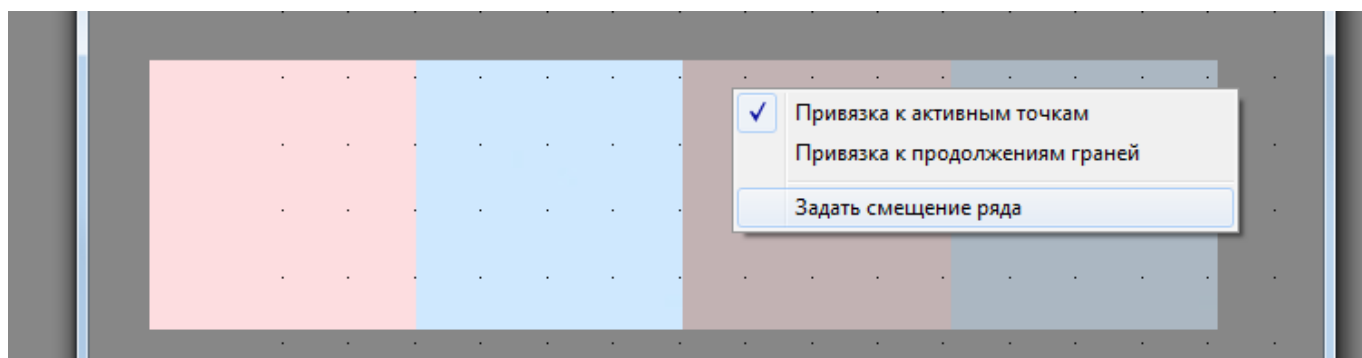 Привязка к активным точкам
Привязка к продолжениям граней
Задать смещение ряда